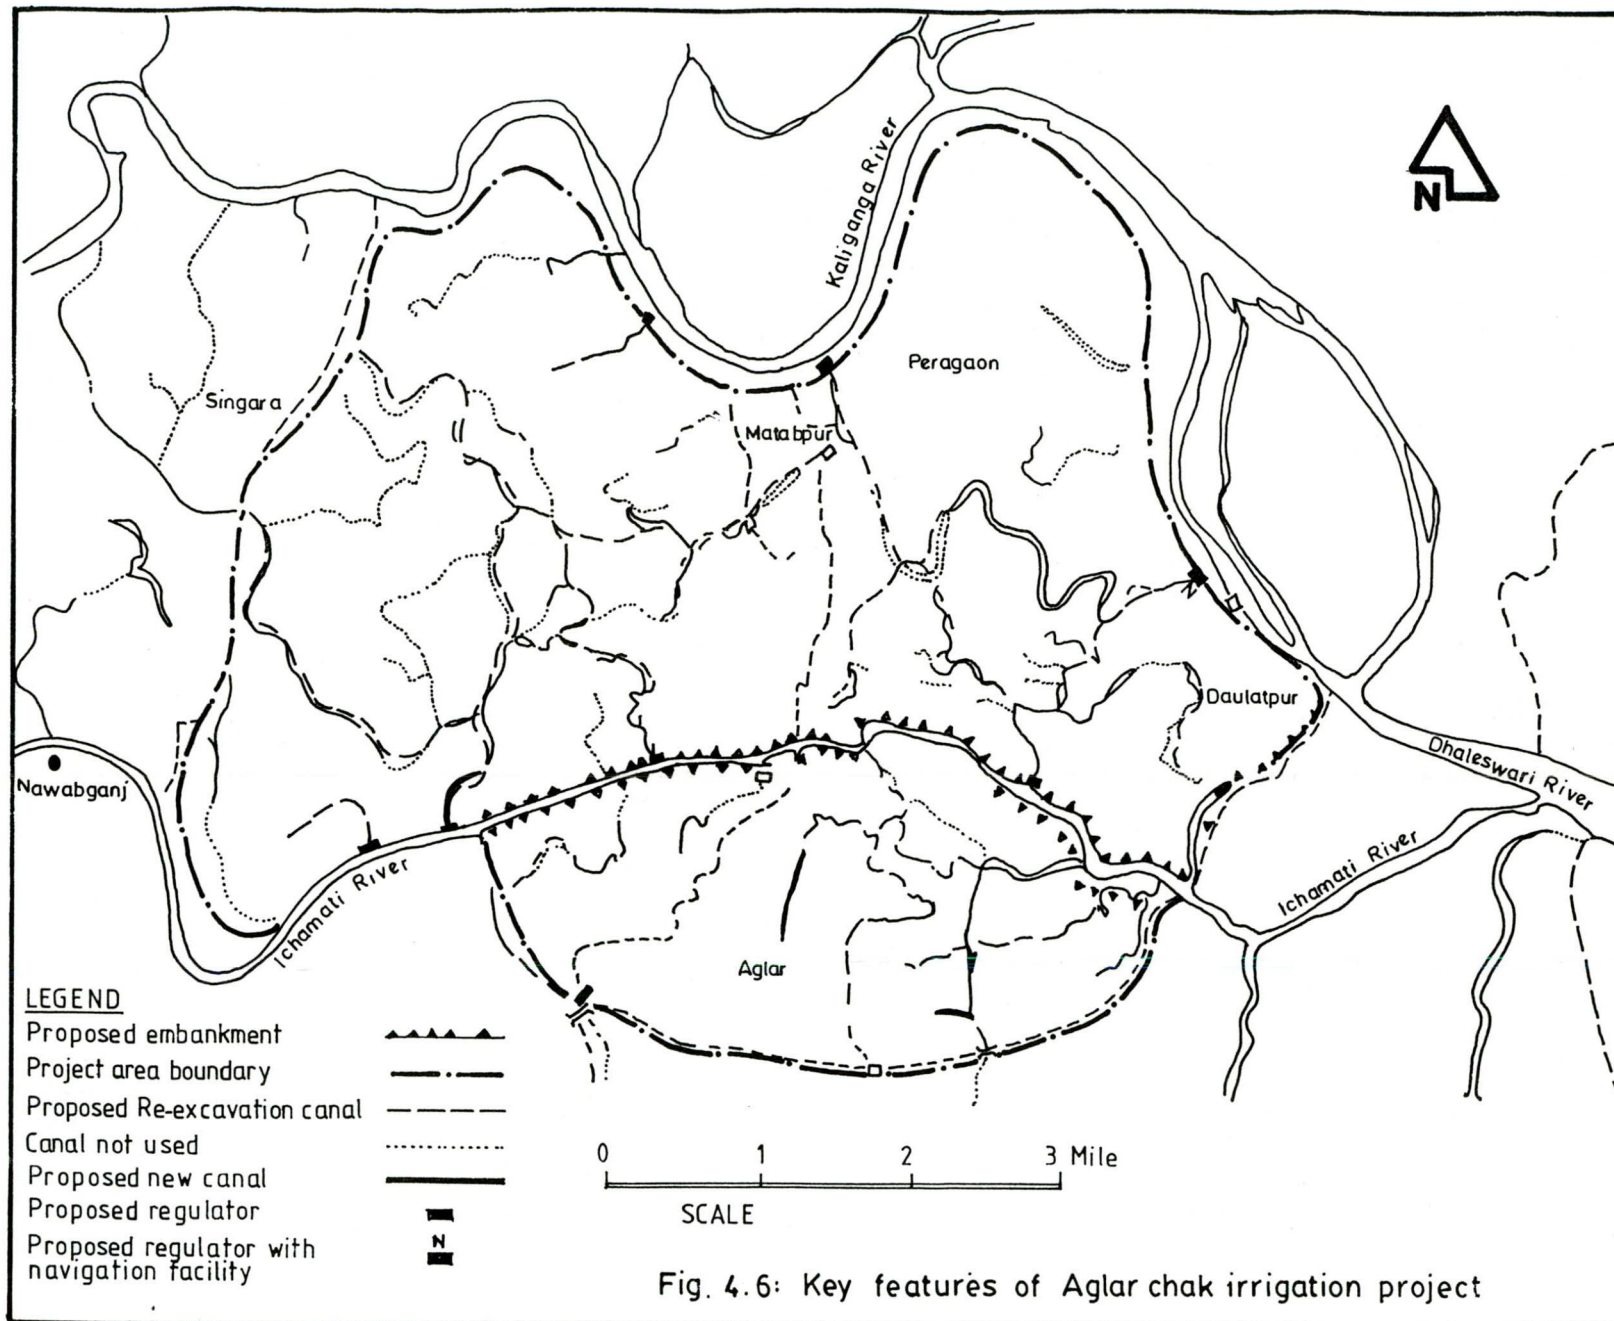 Kaliganga River
N
Peragaon
Singara
Matabpur
Daulatpur
Dhaleswari River
Nawabganj
Ichamati River
Ichamati River
Aglar
LEGEND
Proposed embankment
Project area boundary
Proposed Re-excavation canal
Canal not used
Proposed new canal
Proposed regulator
Proposed regulator with
navigation facility
N
0 1 2 3 Mile
SCALE
Fig. 4.6: Key features of Aglar chak irrigation project